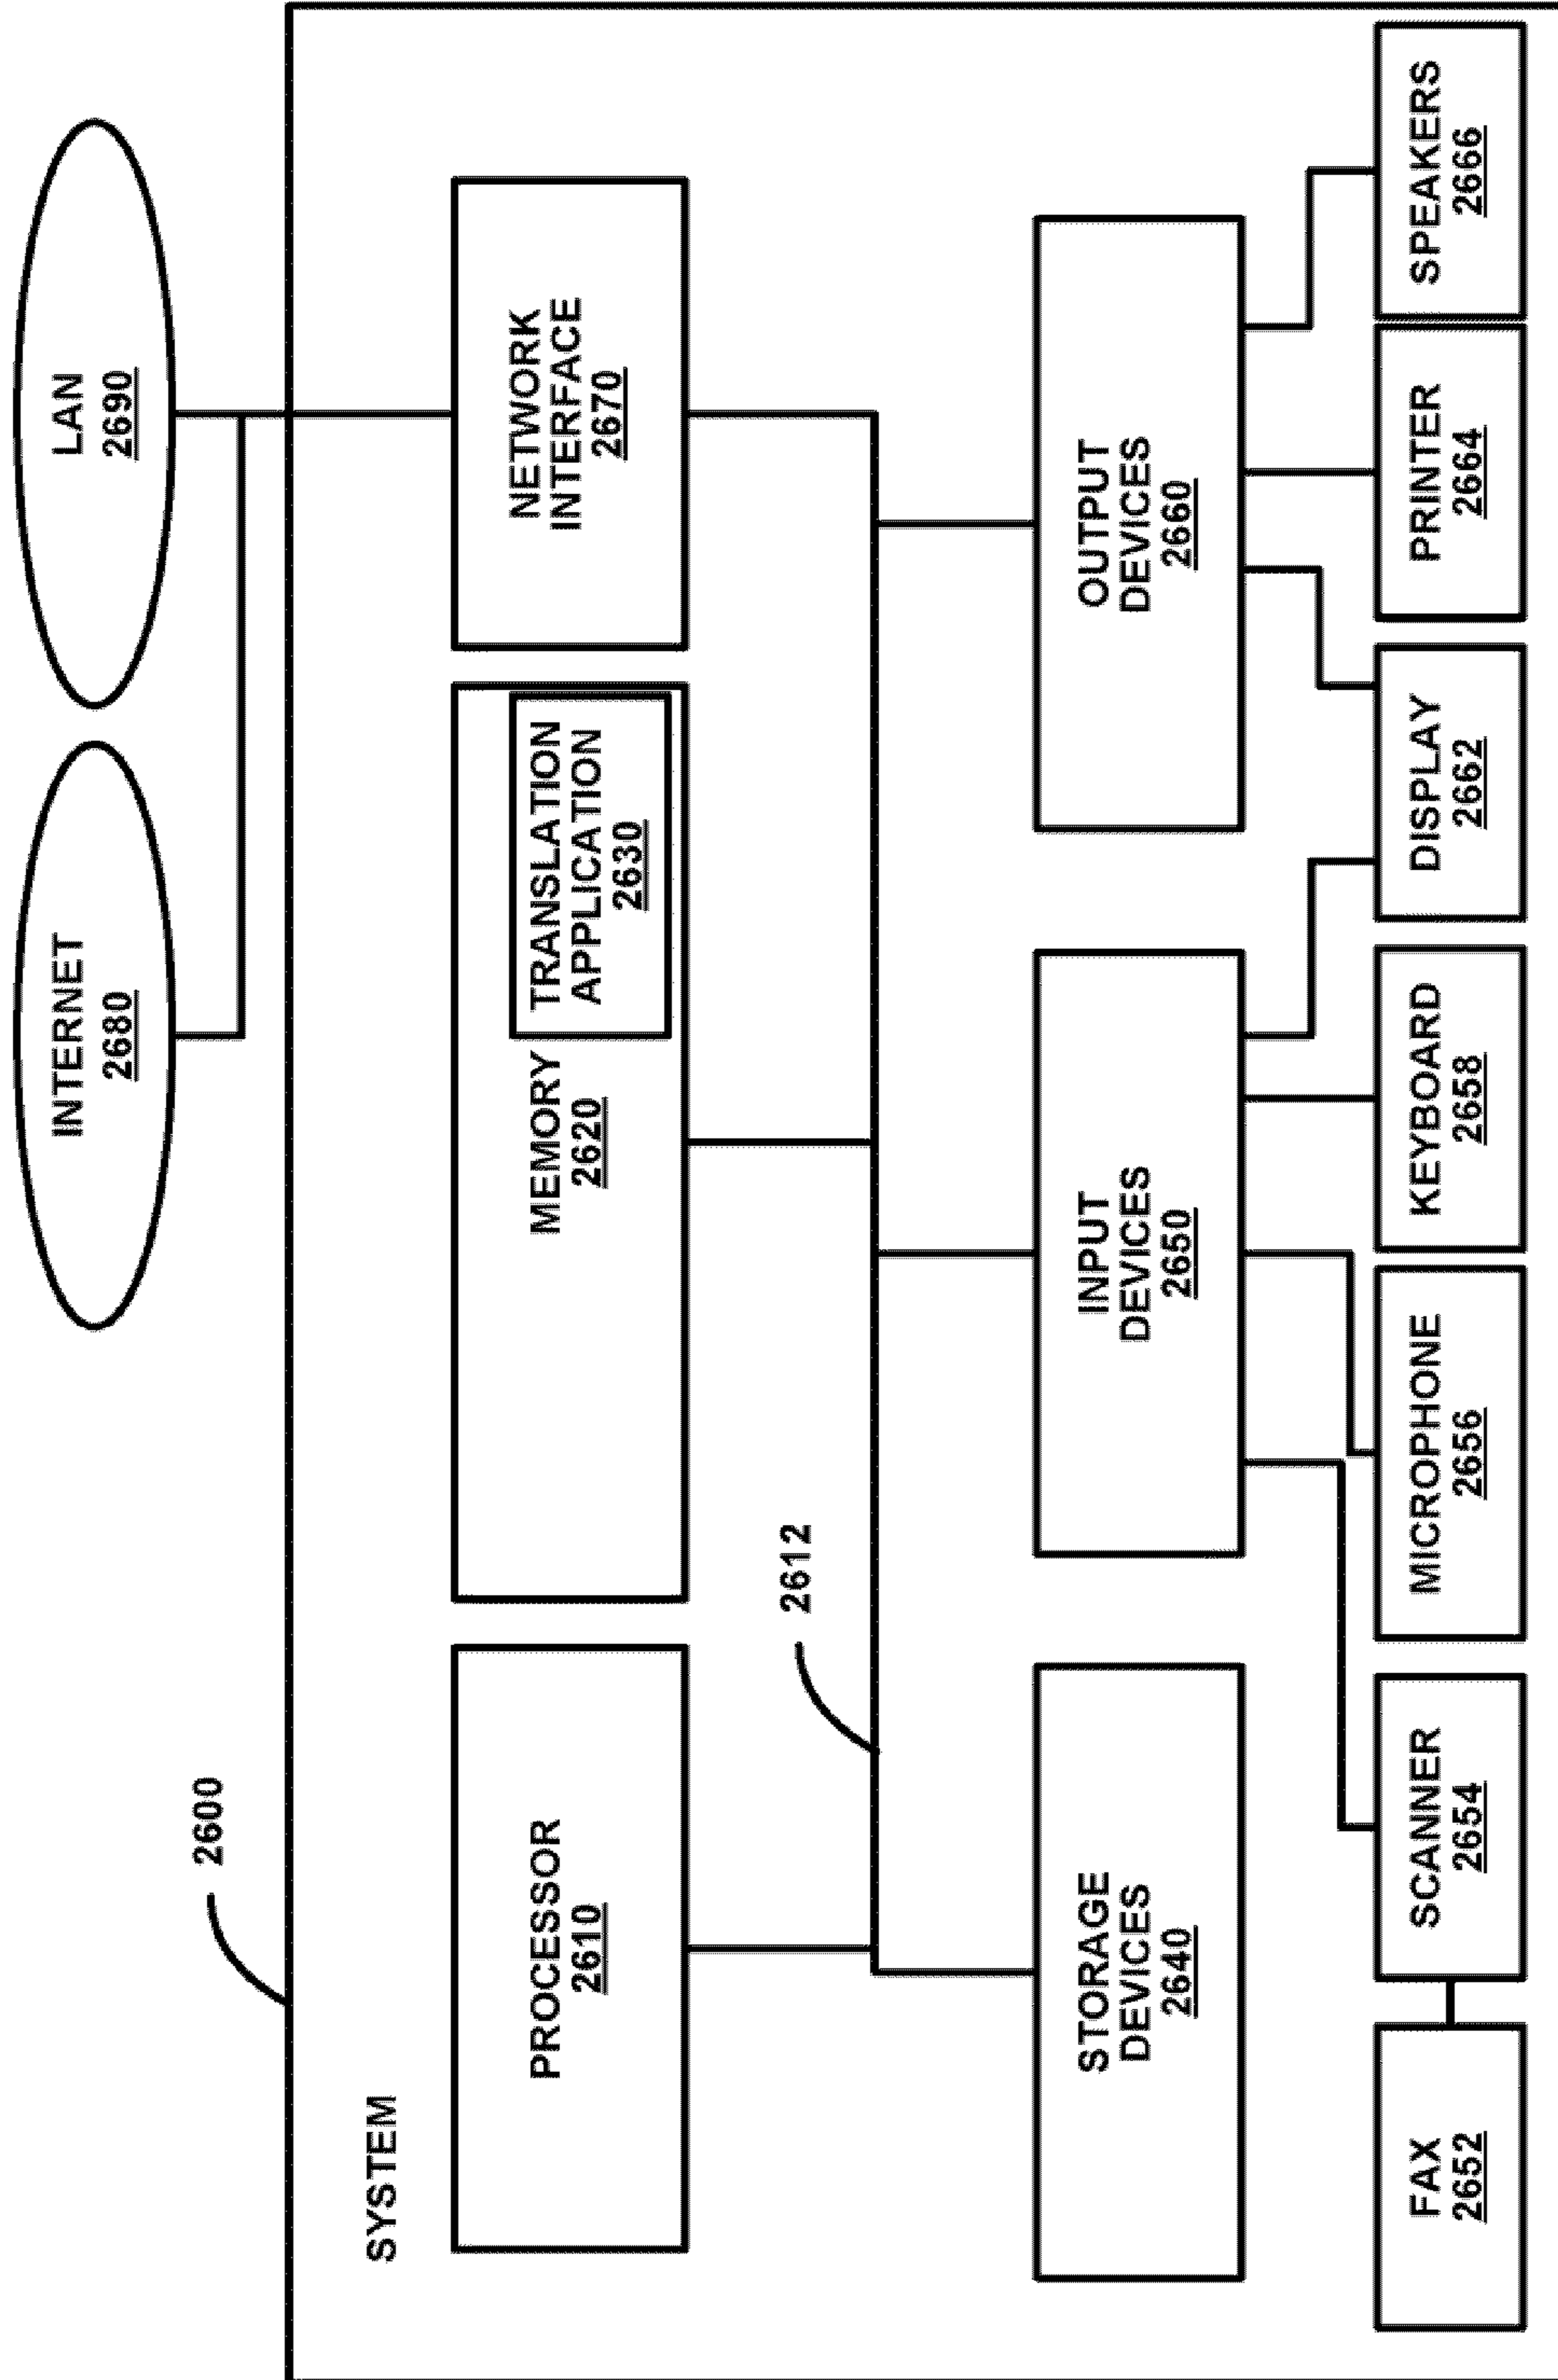 2600
INTERNET
2680
LAN
2690
SYSTEM
PROCESSOR
2610
MEMORY
2620
TRANSLATION
APPLICATION
2630
NETWORK
INTERFACE
2670
2612
STORAGE
DEVICES
2640
INPUT
DEVICES
2650
OUTPUT
DEVICES
2660
FAX
2652
SCANNER
2654
MICROPHONE
2656
KEYBOARD
2658
DISPLAY
2662
PRINTER
2664
SPEAKERS
2666